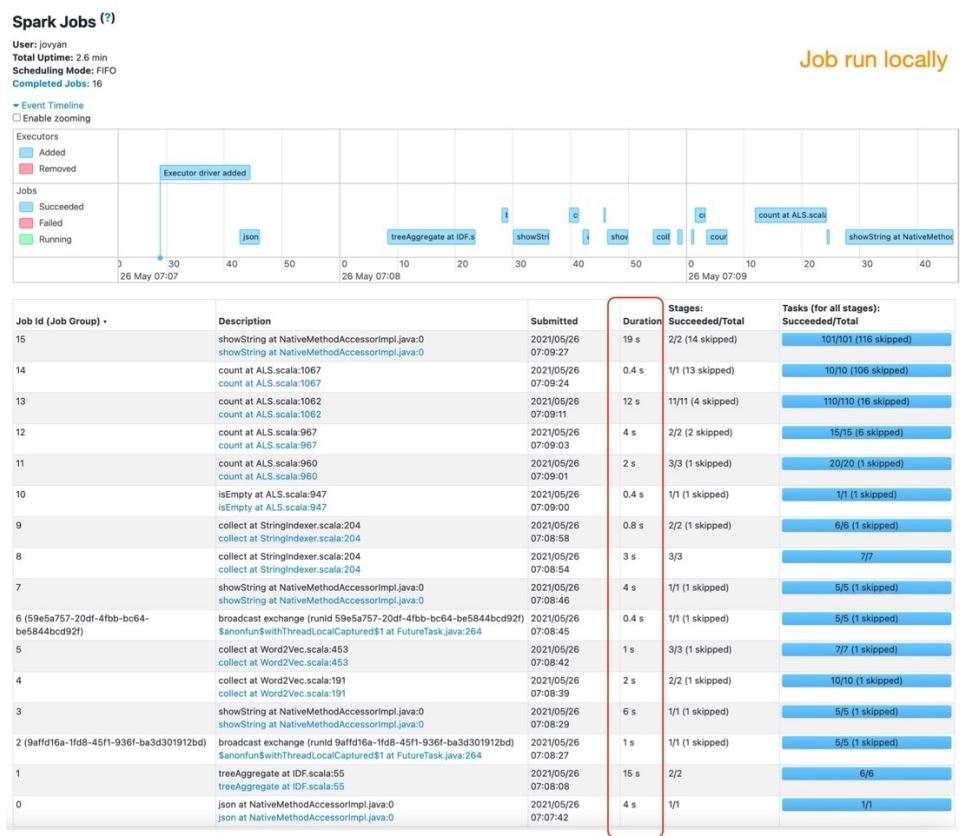 Spark Jobs (?)
User: jovyan
Total Uptime: 2.6 min
Scheduling Mode: FIFO
Completed Jobs: 16
Job run locally
Event Timeline
Enable zooming
Executors
Added
Removed
Executor driver added
Jobs
Succeeded
Failed
Running
c
count at ALS.scala
json
treeAggregate at IDF.s
showStri
show
coll
cour
showString at NativeMethoc
30 40 50 0 10 20 30 40 50 0 10 20 30 40
26 May 07:07 26 May 07:08 26 May 07:09
Job Id (Job Group) Description Submitted Duration Stages: Succeeded/Total Tasks (for all stages): Succeeded/Total
15 showString at NativeMethodAccessorImpl.java:0 2021/05/26 19 s 2/2 (14 skipped) 101/101 (116 skipped)
showString at NativeMethodAccessorImpl.java:0 07:09:27
14 count at ALS.scala:1067 2021/05/26 0.4 s 1/1 (13 skipped) 10/10 (106 skipped)
count at ALS.scala:1067 07:09:24
13 count at ALS.scala:1062 2021/05/26 12 s 11/11 (4 skipped) 110/110 (16 skipped)
count at ALS.scala:1062 07:09:11
12 count at ALS.scala:967 2021/05/26 4 s 2/2 (2 skipped) 15/15 (6 skipped)
count at ALS.scala:967 07:09:03
11 count at ALS.scala:960 2021/05/26 2 s 3/3 (1 skipped) 20/20 (1 skipped)
count at ALS.scala:960 07:09:01
10 isEmpty at ALS.scala:947 2021/05/26 0.4 s 1/1 (1 skipped) 1/1 (1 skipped)
isEmpty at ALS.scala:947 07:09:00
9 collect at StringIndexer.scala:204 2021/05/26 0.8 s 2/2 (1 skipped) 6/6 (1 skipped)
collect at StringIndexer.scala:204 07:08:58
8 collect at StringIndexer.scala:204 2021/05/26 3 s 3/3 7/7
collect at StringIndexer.scala:204 07:08:54
7 showString at NativeMethodAccessorImpl.java:0 2021/05/26 4 s 1/1 (1 skipped) 5/5 (1 skipped)
showString at NativeMethodAccessorImpl.java:0 07:08:46
6 (59e5a757-20df-4fbb-bc64- broadcast exchange (runId 59e5a757-20df-4fbb-bc64-be5844bcd92f) 2021/05/26 0.4 s 1/1 (1 skipped) 5/5 (1 skipped)
be5844bcd92f) $anonfun$withThreadLocalCaptured$1 at FutureTask.java:264 07:08:45
5 collect at Word2Vec.scala:453 2021/05/26 1 s 3/3 (1 skipped) 7/7 (1 skipped)
collect at Word2Vec.scala:453 07:08:42
4 collect at Word2Vec.scala:191 2021/05/26 2 s 2/2 (1 skipped) 10/10 (1 skipped)
collect at Word2Vec.scala:191 07:08:39
3 showString at NativeMethodAccessorImpl.java:0 2021/05/26 6 s 1/1 (1 skipped) 5/5 (1 skipped)
showString at NativeMethodAccessorImpl.java:0 07:08:29
2 (9affd16a-1fd8-45f1-936f-ba3d301912bd) broadcast exchange (runId 9affd16a-1fd8-45f1-936f-ba3d301912bd) 2021/05/26 1 s 1/1 (1 skipped) 5/5 (1 skipped)
$anonfun$withThreadLocalCaptured$1 at FutureTask.java:264 07:08:27
1 treeAggregate at IDF.scala:55 2021/05/26 15 s 2/2 6/6
treeAggregate at IDF.scala:55 07:08:08
0 json at NativeMethodAccessorImpl.java:0 2021/05/26 4 s 1/1 1/1
json at NativeMethodAccessorImpl.java:0 07:07:42